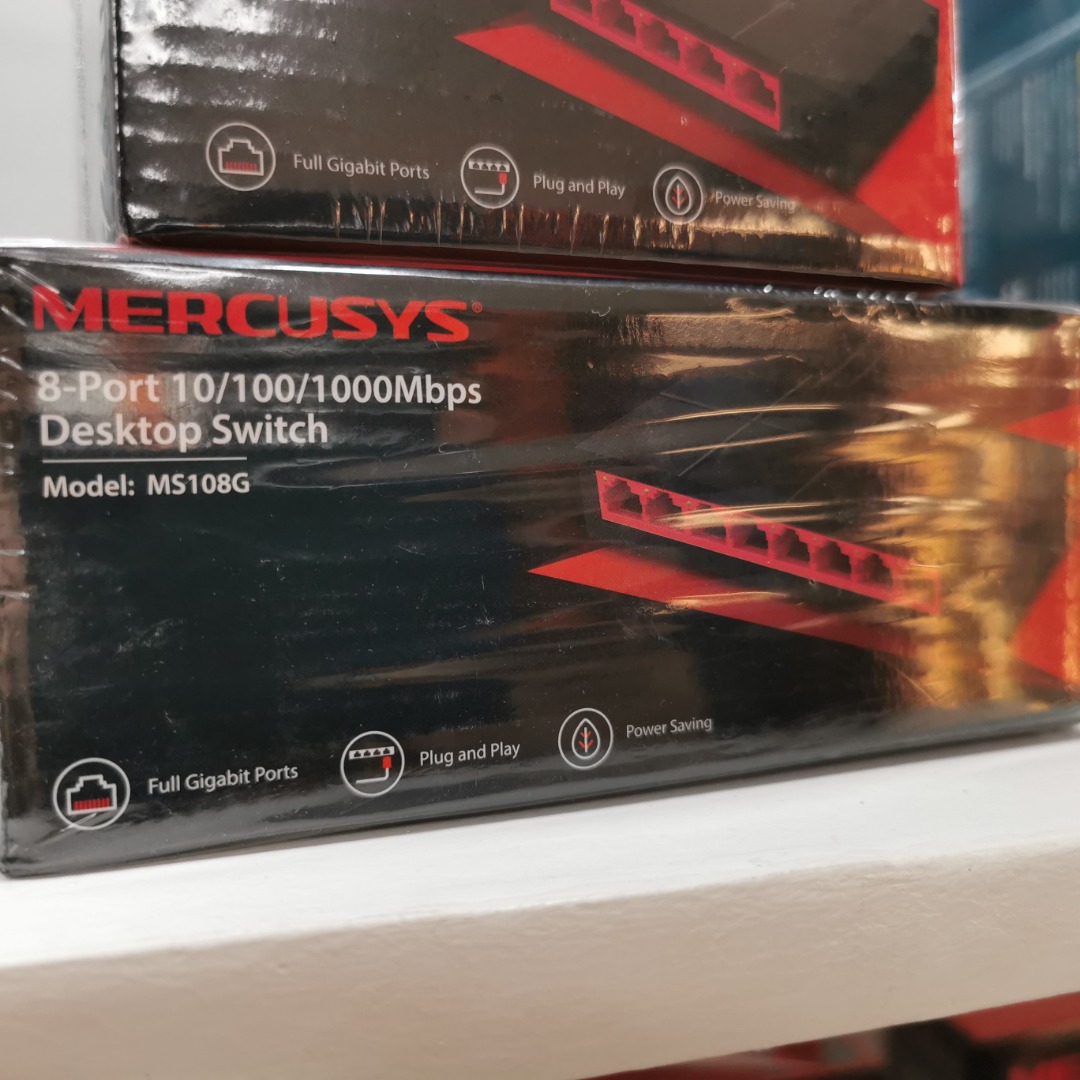 Full Gigabit Ports
Plug and Play
Power Saving
MERCUSYS®
8-Port 10/100/1000Mbps
Desktop Switch
Model: MS108G
Full Gigabit Ports
Plug and Play
Power Saving